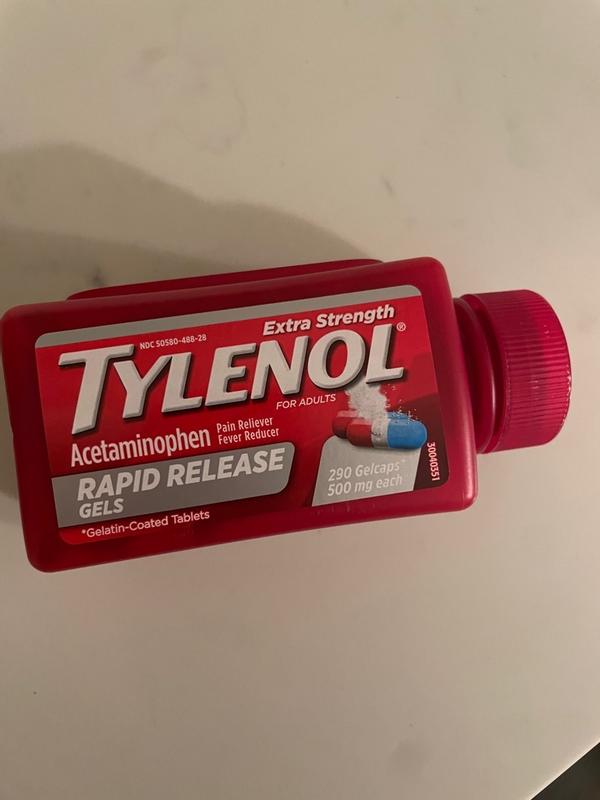 Extra Strength
NDC 50580-488-28
TYLENOL®
FOR ADULTS
Acetaminophen
Pain Reliever
Fever Reducer
RAPID RELEASE
GELS
*Gelatin-Coated Tablets
290 Gelcaps*
500 mg each
30040351